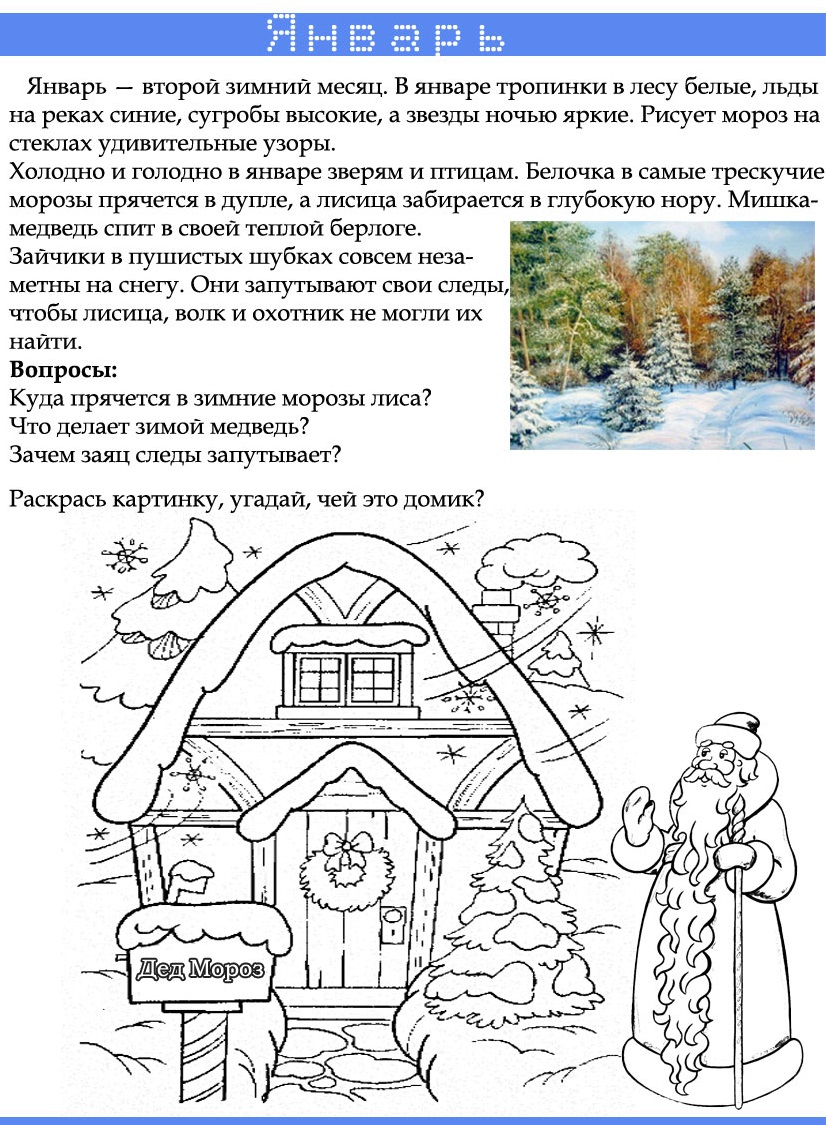 Январь
Январь — второй зимний месяц. В январе тропинки в лесу белые, льды
на реках синие, сугробы высокие, а звезды ночью яркие. Рисует мороз на
стеклах удивительные узоры.
Холодно и голодно в январе зверям и птицам. Белочка в самые трескучие
морозы прячется в дупле, а лисица забирается в глубокую нору. Мишка-
медведь спит в своей теплой берлоге.
Зайчики в пушистых шубках совсем неза-
метны на снегу. Они запутывают свои следы,
чтобы лисица, волк и охотник не могли их
найти.
Вопросы:
Куда прячется в зимние морозы лиса?
Что делает зимой медведь?
Зачем заяц следы запутывает?
Раскрась картинку, угадай, чей это домик?
Дед Мороз